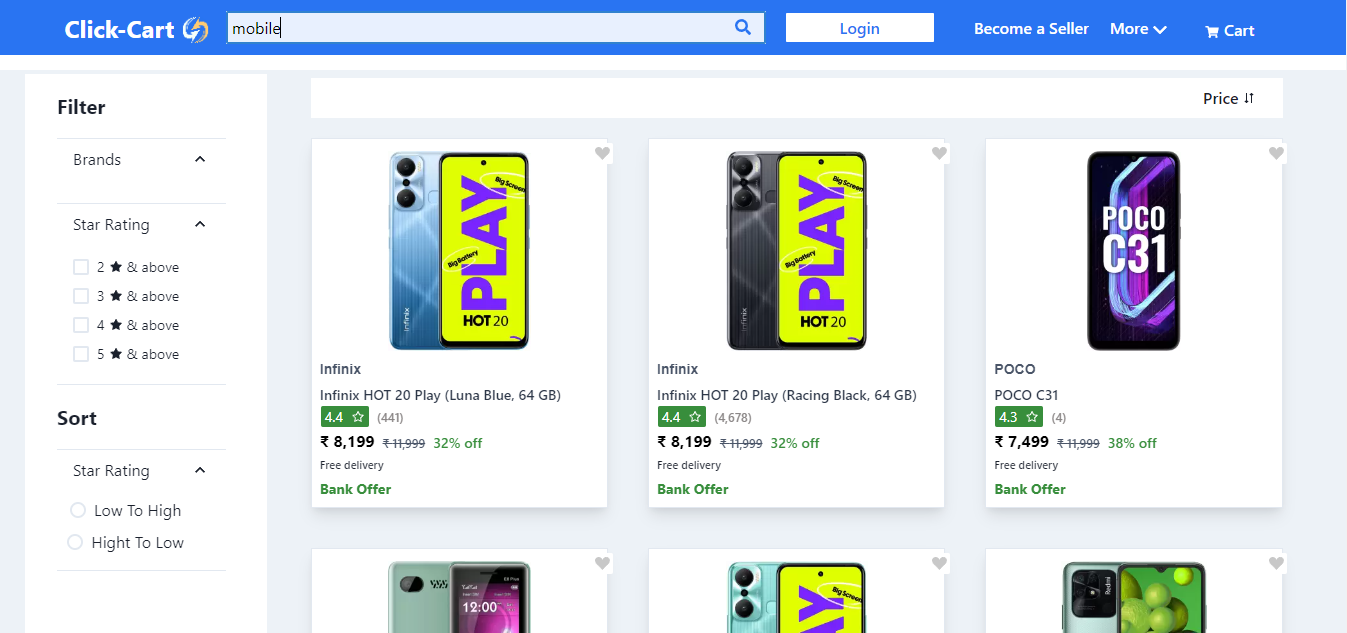 Click-Cart
mobile
Login
Become a Seller
More
Cart
Filter
Brands
Star Rating
2 ★ & above
3 ★ & above
4 ★ & above
5 ★ & above
Sort
Star Rating
Low To High
Hight To Low
Price
Big Screen
Big Battery
PLAY
HOT 20
Infinix
Infinix
Infinix HOT 20 Play (Luna Blue, 64 GB)
4.4 ☆ (441)
₹ 8,199 ₹ 11,999 32% off
Free delivery
Bank Offer
Big Screen
Big Battery
PLAY
HOT 20
Infinix
Infinix
Infinix HOT 20 Play (Racing Black, 64 GB)
4.4 ☆ (4,678)
₹ 8,199 ₹ 11,999 32% off
Free delivery
Bank Offer
POCO
C31
POCO
POCO C31
4.3 ☆ (4)
₹ 7,499 ₹ 11,999 38% off
Free delivery
Bank Offer
12:00
Big Screen
PLAY
Redmi